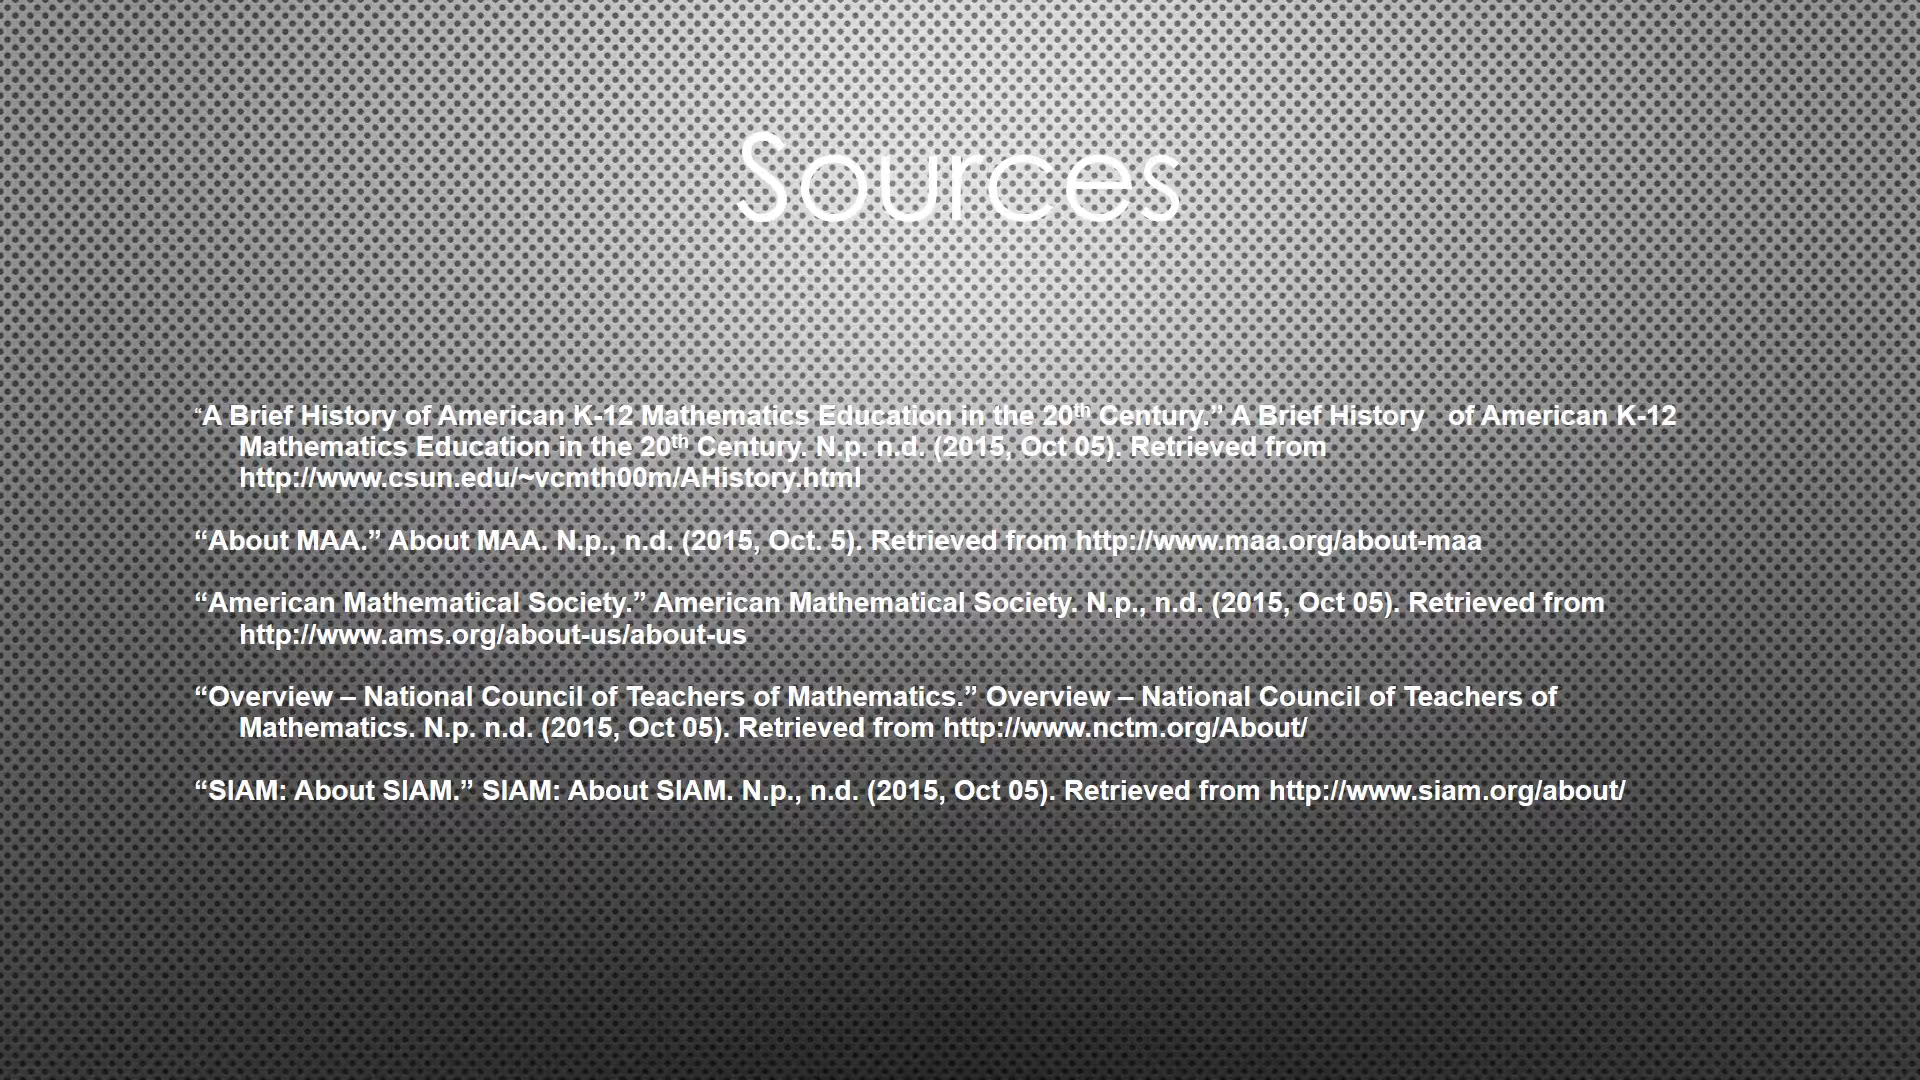 Sources
“A Brief History of American K-12 Mathematics Education in the 20th Century.” A Brief History of American K-12
Mathematics Education in the 20th Century. N.p. n.d. (2015, Oct 05). Retrieved from
http://www.csun.edu/~vcmth00m/AHistory.html
“About MAA.” About MAA. N.p., n.d. (2015, Oct. 5). Retrieved from http://www.maa.org/about-maa
“American Mathematical Society.” American Mathematical Society. N.p., n.d. (2015, Oct 05). Retrieved from
http://www.ams.org/about-us/about-us
“Overview – National Council of Teachers of Mathematics.” Overview – National Council of Teachers of
Mathematics. N.p. n.d. (2015, Oct 05). Retrieved from http://www.nctm.org/About/
“SIAM: About SIAM.” SIAM: About SIAM. N.p., n.d. (2015, Oct 05). Retrieved from http://www.siam.org/about/